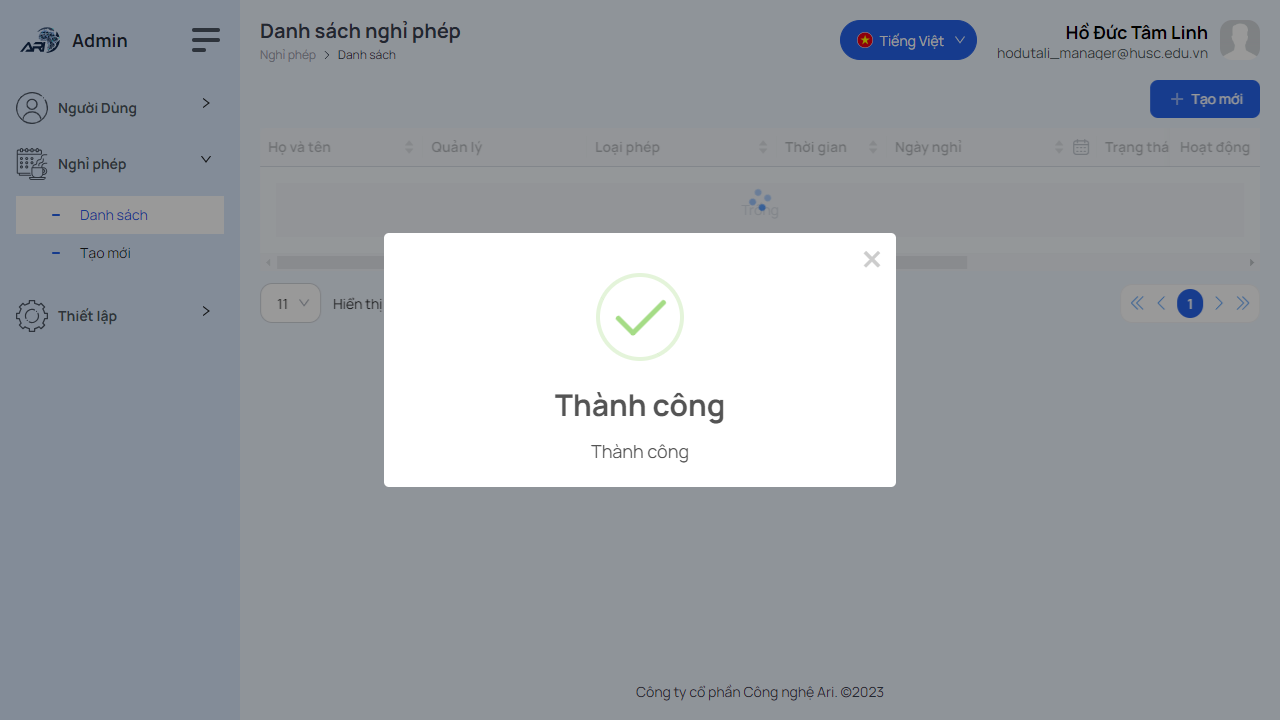 ARI
Admin
Người Dùng
Nghỉ phép
Danh sách
Tạo mới
Thiết lập
Danh sách nghỉ phép
Nghỉ phép > Danh sách
Tiếng Việt
Hồ Đức Tâm Linh
hodutali_manager@husc.edu.vn
Tạo mới
Họ và tên Quản lý Loại phép Thời gian Ngày nghỉ Trạng thá Hoạt động
Trống
11 Hiển thị
1
Thành công
Thành công
Công ty cổ phần Công nghệ Ari. ©2023